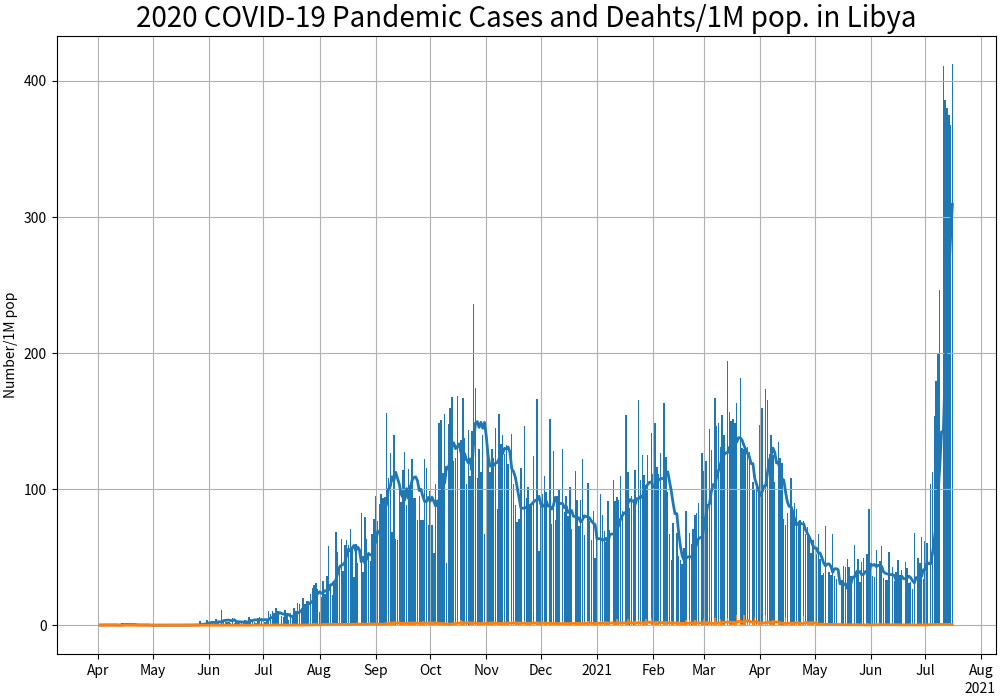 2020 COVID-19 Pandemic Cases and Deahts/1M pop. in Libya
Number/1M pop
400
300
200
100
0
Apr May Jun Jul Aug Sep Oct Nov Dec 2021 Feb Mar Apr May Jun Jul Aug
2021